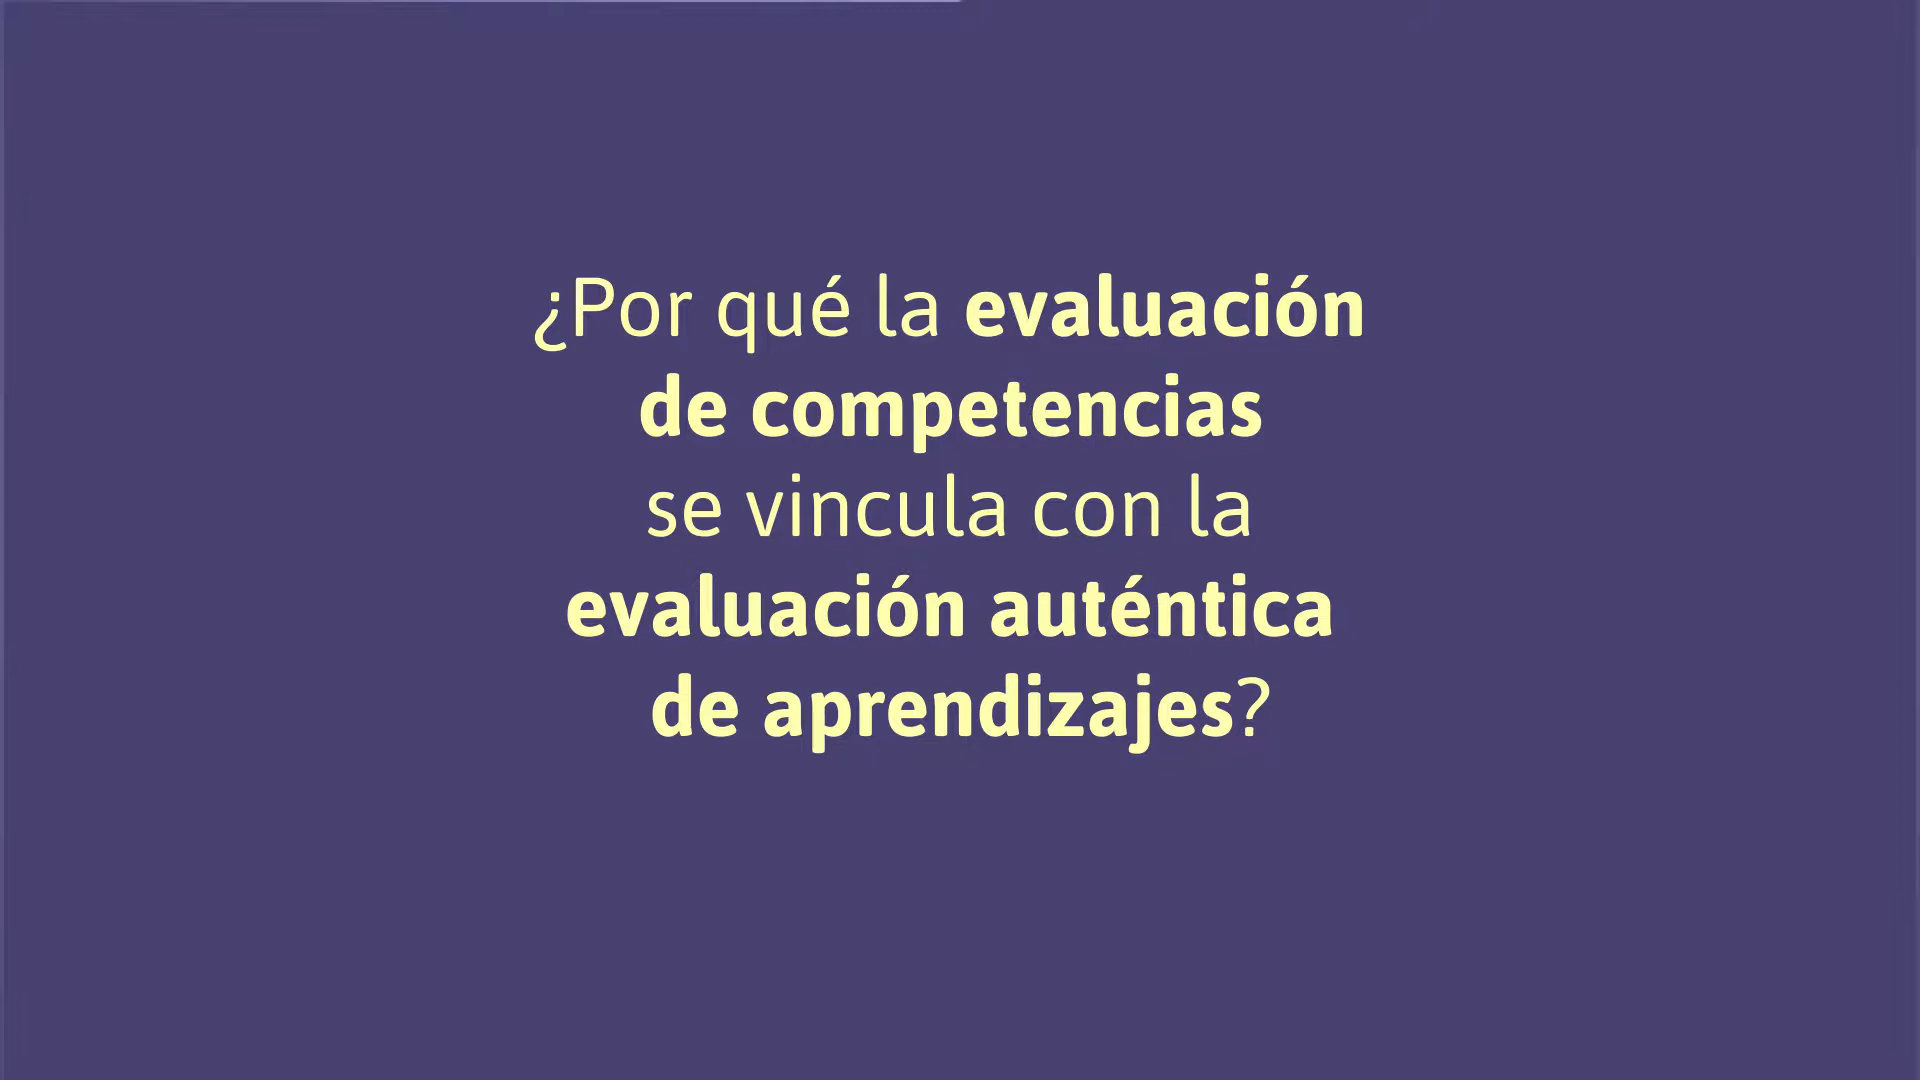 ¿Por qué la evaluación
de competencias
se vincula con la
evaluación auténtica
de aprendizajes?